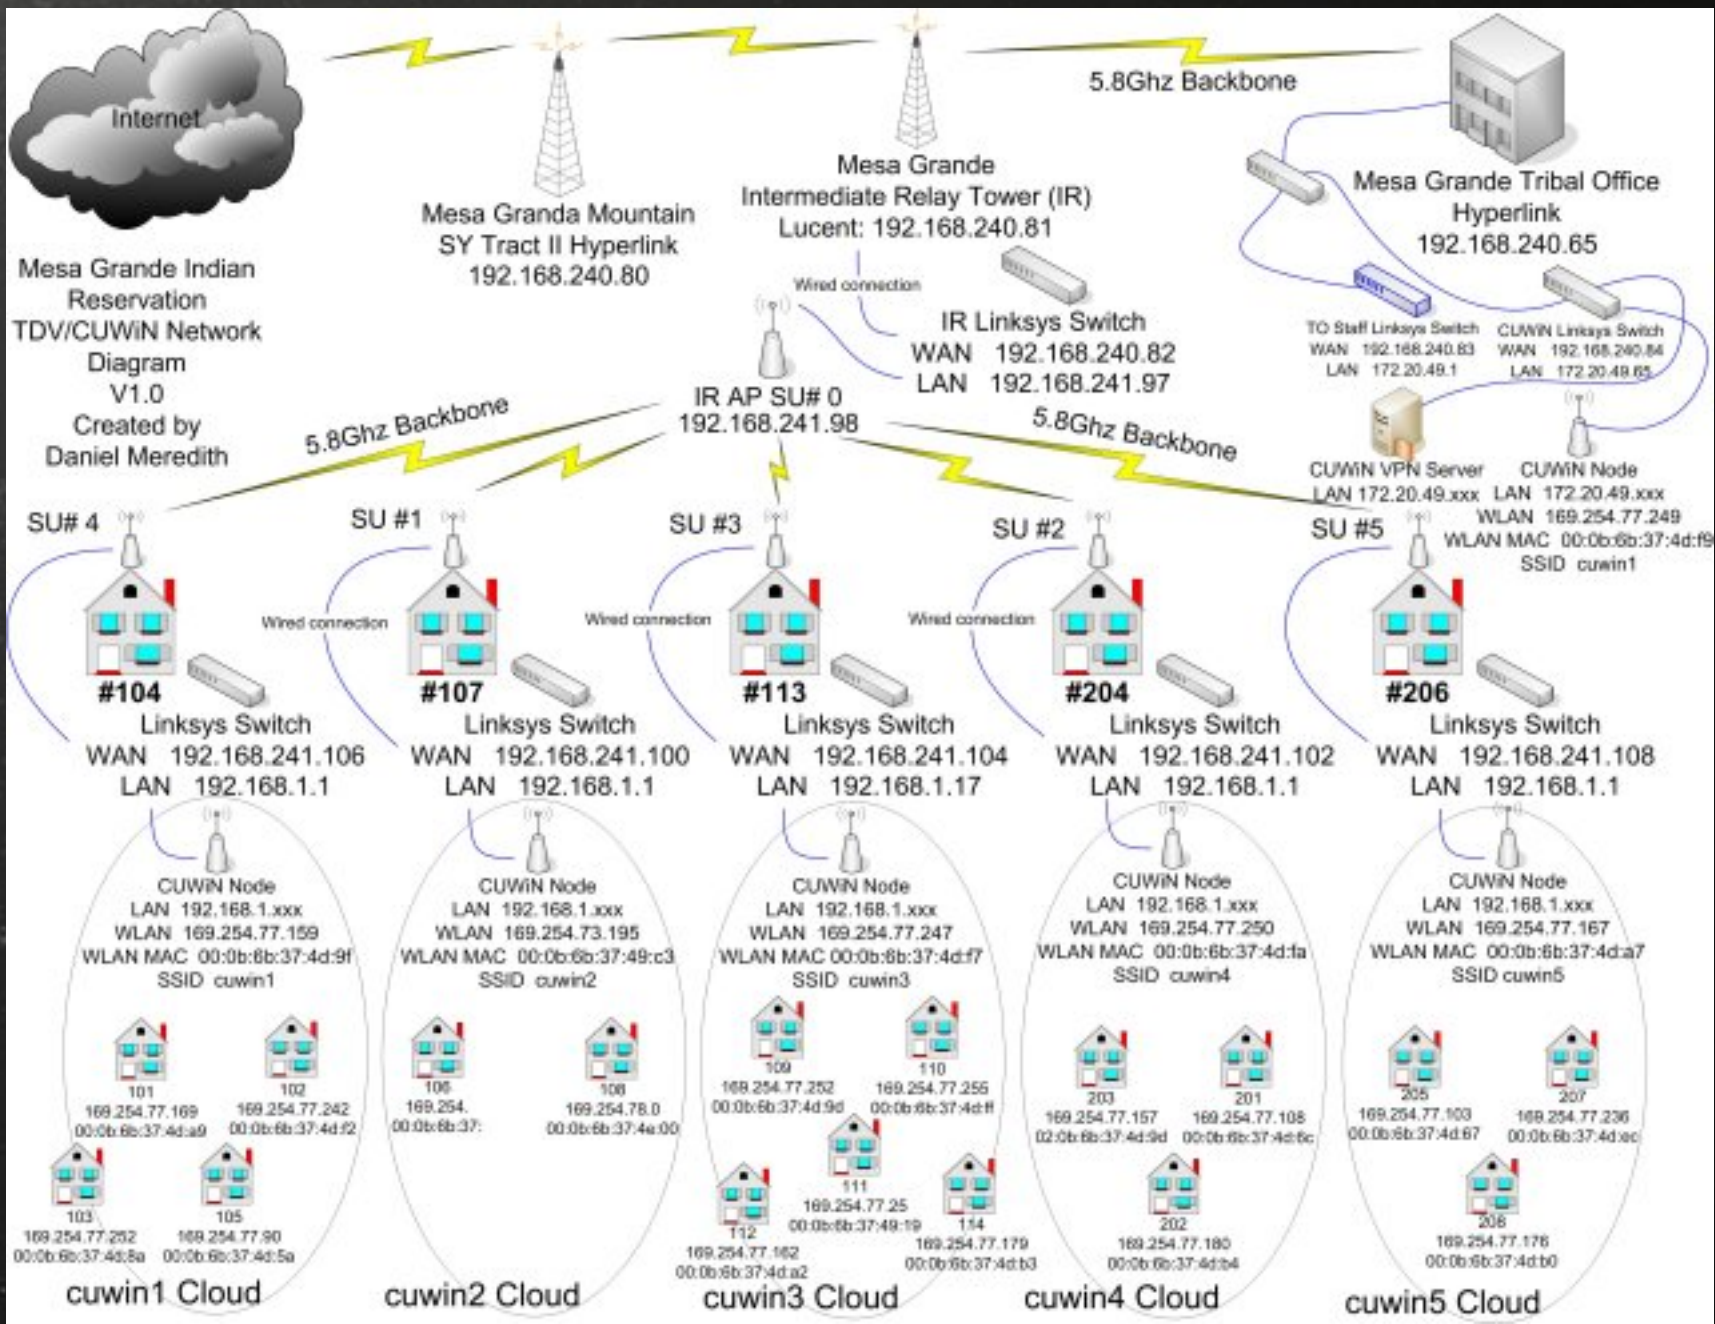 Internet
5.8Ghz Backbone
Mesa Grande Indian
Reservation
TDV/CUWiN Network
Diagram
V1.0
Created by
Daniel Meredith
Mesa Granda Mountain
SY Tract II Hyperlink
192.168.240.80
Mesa Grande
Intermediate Relay Tower (IR)
Lucent: 192.168.240.81
Wired connection
IR Linksys Switch
WAN 192.168.240.82
LAN 192.168.241.97
Mesa Grande Tribal Office
Hyperlink
192.168.240.65
TO Staff Linksys Switch
WAN 192.168.240.83
LAN 172.20.49.1
CUWiN Linksys Switch
WAN 192.168.240.84
LAN 172.20.49.65
CUWiN VPN Server
LAN 172.20.49.xxx
CUWiN Node
LAN 172.20.49.xxx
WLAN 169.254.77.249
WLAN MAC 00:0b:6b:37:4d:f9
SSID cuwin1
IR AP SU# 0
192.168.241.98
5.8Ghz Backbone
5.8Ghz Backbone
SU# 4
#104
Linksys Switch
WAN 192.168.241.106
LAN 192.168.1.1
SU #1
Wired connection
#107
Linksys Switch
WAN 192.168.241.100
LAN 192.168.1.1
SU #3
Wired connection
#113
Linksys Switch
WAN 192.168.241.104
LAN 192.168.1.17
SU #2
Wired connection
#204
Linksys Switch
WAN 192.168.241.102
LAN 192.168.1.1
SU #5
#206
Linksys Switch
WAN 192.168.241.108
LAN 192.168.1.1
CUWiN Node
LAN 192.168.1.xxx
WLAN 169.254.77.159
WLAN MAC 00:0b:6b:37:4d:9f
SSID cuwin1
101
169.254.77.169
00:0b:6b:37:4d:a9
102
169.254.77.242
00:0b:6b:37:4d:f2
103
169.254.77.252
00:0b:6b:37:4d:8a
105
169.254.77.90
00:0b:6b:37:4d:5a
cuwin1 Cloud
CUWiN Node
LAN 192.168.1.xxx
WLAN 169.254.73.195
WLAN MAC 00:0b:6b:37:49:c3
SSID cuwin2
106
169.254.
00:0b:6b:37:
108
169.254.78.0
00:0b:6b:37:4e:00
cuwin2 Cloud
CUWiN Node
LAN 192.168.1.xxx
WLAN 169.254.77.247
WLAN MAC 00:0b:6b:37:4d:f7
SSID cuwin3
109
169.254.77.252
00:0b:6b:37:4d:9d
110
169.254.77.255
00:0b:6b:37:4d:ff
111
169.254.77.25
00:0b:6b:37:49:19
112
169.254.77.162
00:0b:6b:37:4d:a2
114
169.254.77.179
00:0b:6b:37:4d:b3
cuwin3 Cloud
CUWiN Node
LAN 192.168.1.xxx
WLAN 169.254.77.250
WLAN MAC 00:0b:6b:37:4d:fa
SSID cuwin4
203
169.254.77.157
02:0b:6b:37:4d:9d
201
169.254.77.108
00:0b:6b:37:4d:6c
202
169.254.77.180
00:0b:6b:37:4d:b4
cuwin4 Cloud
CUWiN Node
LAN 192.168.1.xxx
WLAN 169.254.77.167
WLAN MAC 00:0b:6b:37:4d:a7
SSID cuwin5
205
169.254.77.103
00:0b:6b:37:4d:67
207
169.254.77.236
00:0b:6b:37:4d:ec
208
169.254.77.176
00:0b:6b:37:4d:b0
cuwin5 Cloud